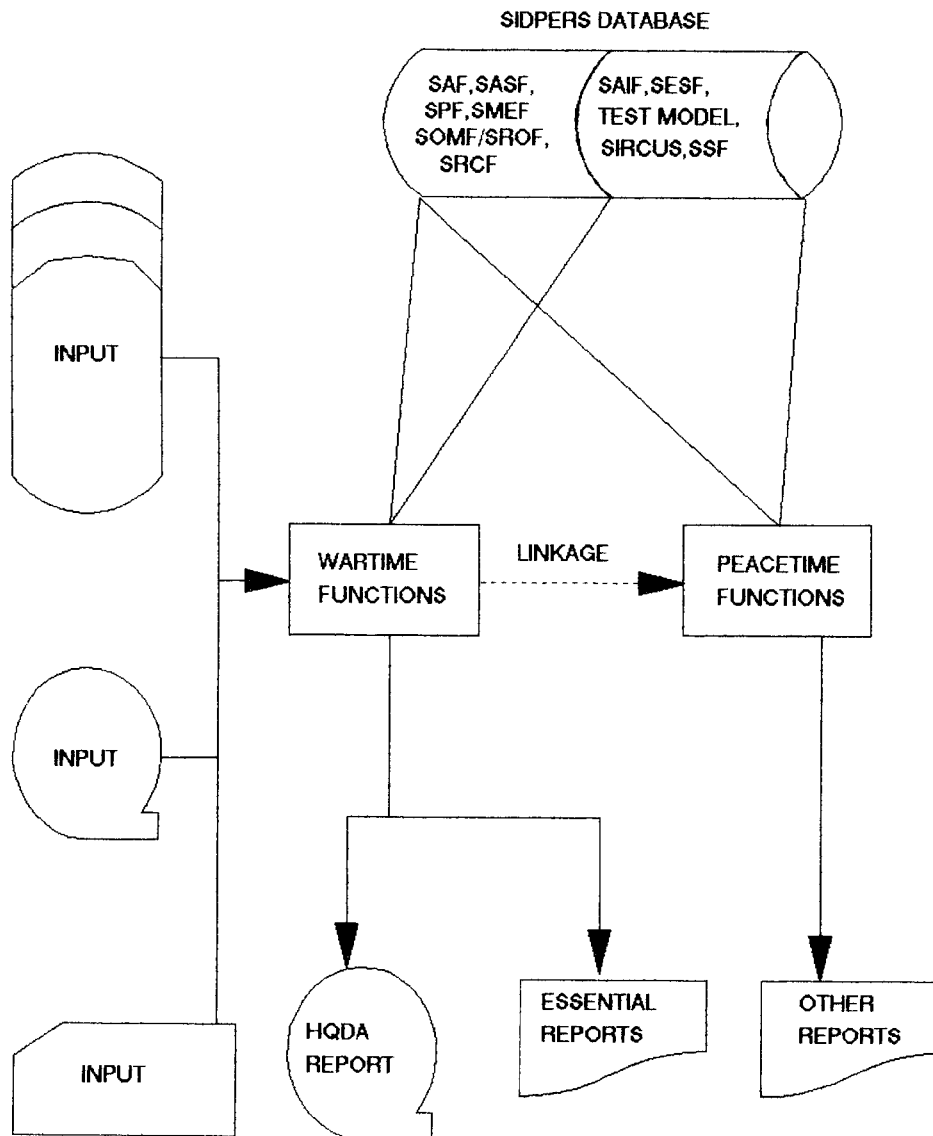 SIDPERS DATABASE
SAF,SASF,
SPF,SMEF
SOMF/SROF,
SRCF
SAIF,SESF,
TEST MODEL,
SIRCUS,SSF
INPUT
WARTIME
FUNCTIONS
LINKAGE
PEACETIME
FUNCTIONS
INPUT
HQDA
REPORT
ESSENTIAL
REPORTS
OTHER
REPORTS
INPUT